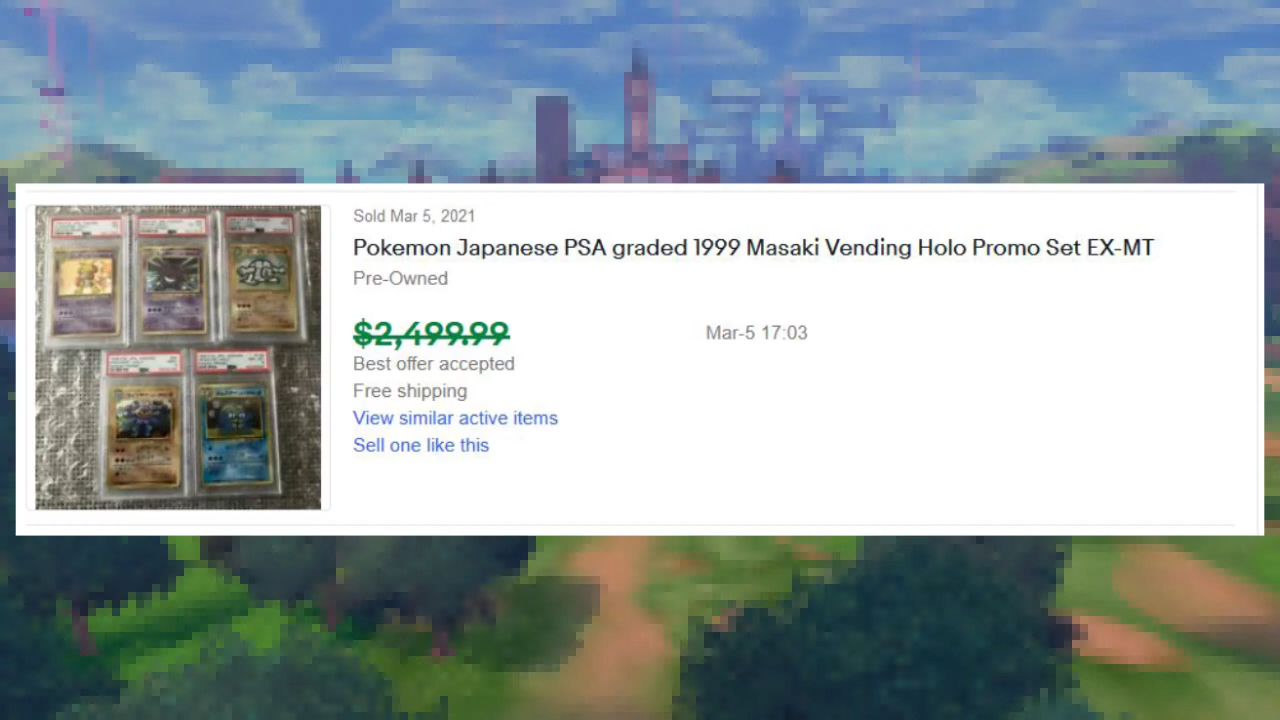 Sold Mar 5, 2021
Pokemon Japanese PSA graded 1999 Masaki Vending Holo Promo Set EX-MT
Pre-Owned
$2,499.99
Mar-5 17:03
Best offer accepted
Free shipping
View similar active items
Sell one like this